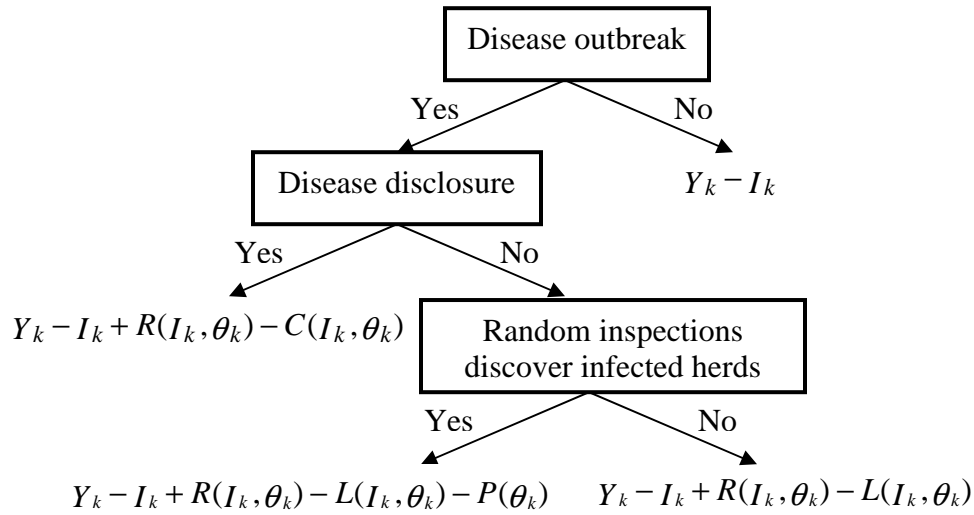 Disease outbreak
Yes
No
Disease disclosure
Y_k − I_k
Yes
No
Y_k − I_k + R(I_k, θ_k) − C(I_k, θ_k)
Random inspections
discover infected herds
Yes
No
Y_k − I_k + R(I_k, θ_k) − L(I_k, θ_k) − P(θ_k)
Y_k − I_k + R(I_k, θ_k) − L(I_k, θ_k)